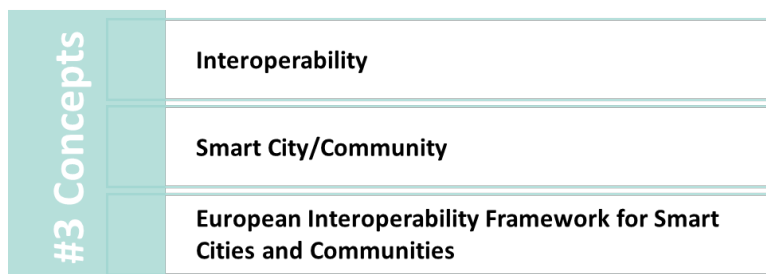 #3 Concepts
Interoperability
Smart City/Community
European Interoperability Framework for Smart
Cities and Communities